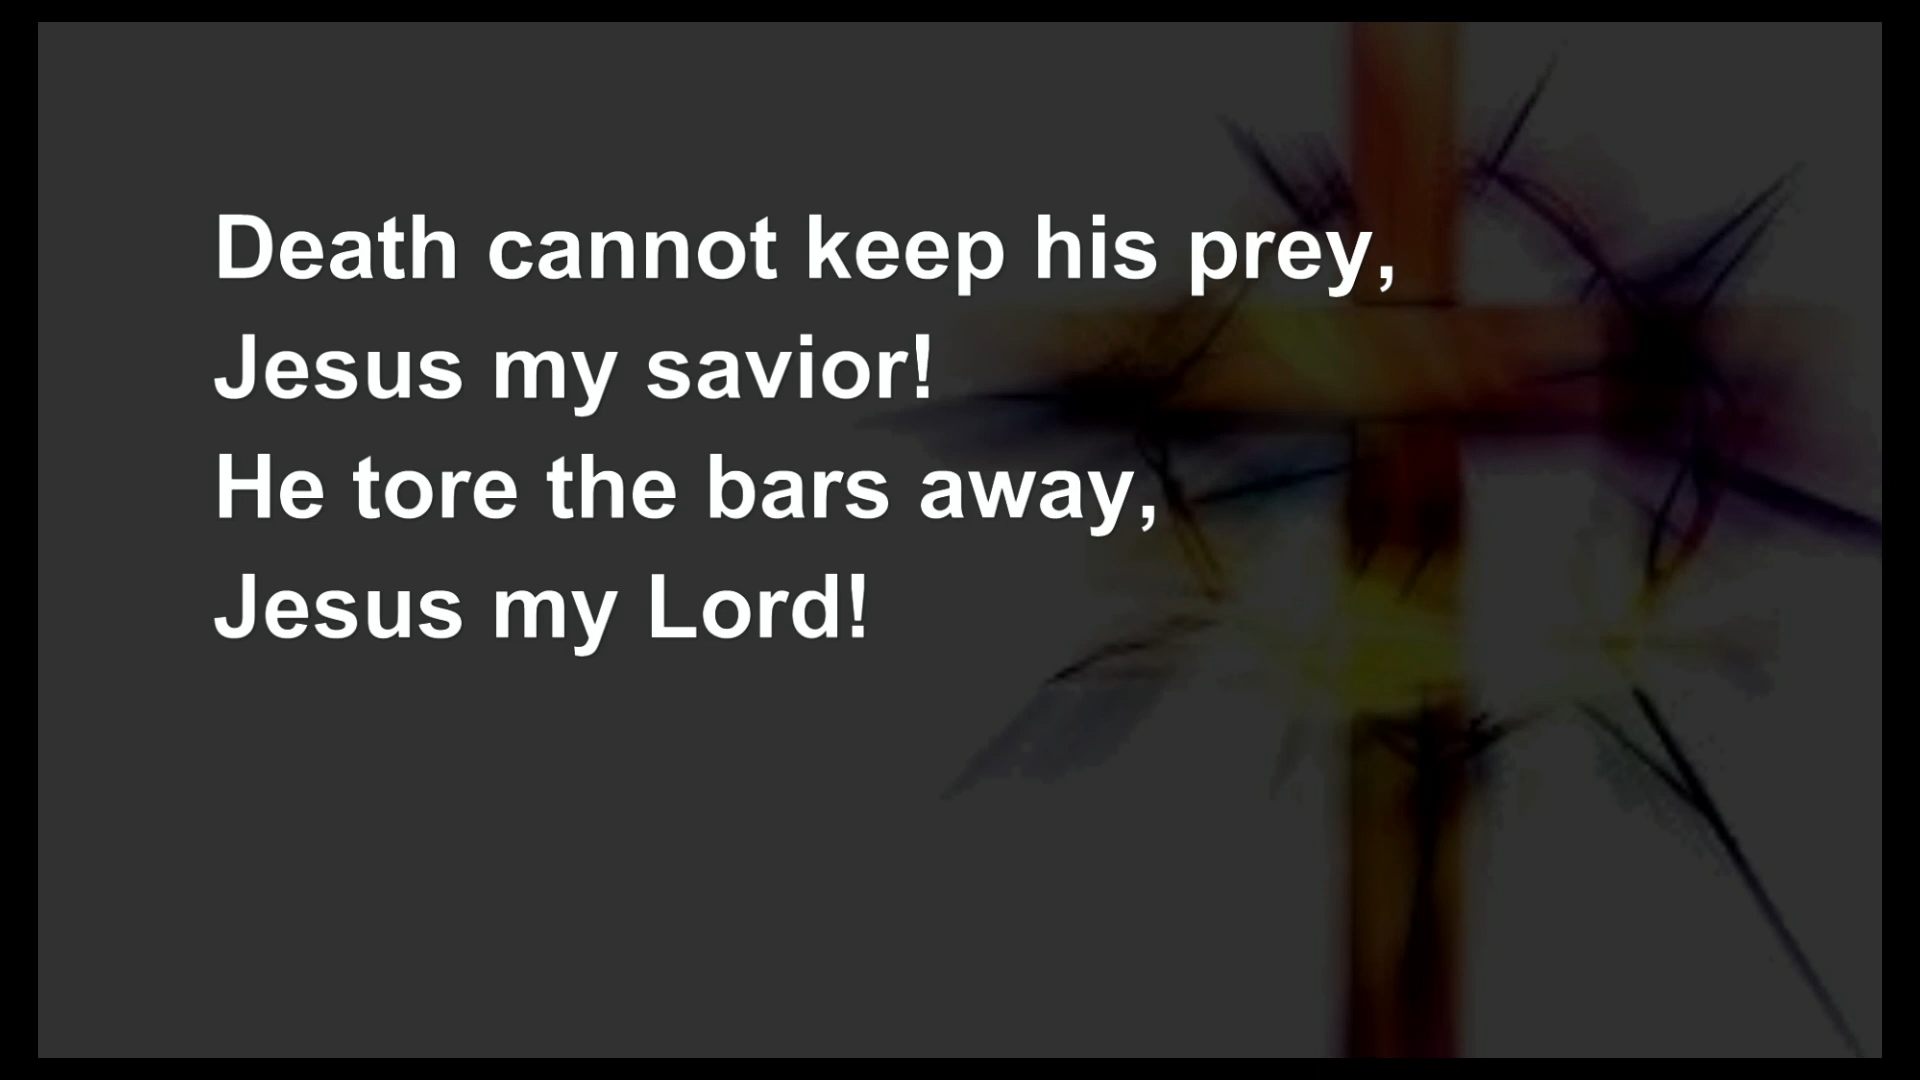 Death cannot keep his prey,
Jesus my savior!
He tore the bars away,
Jesus my Lord!